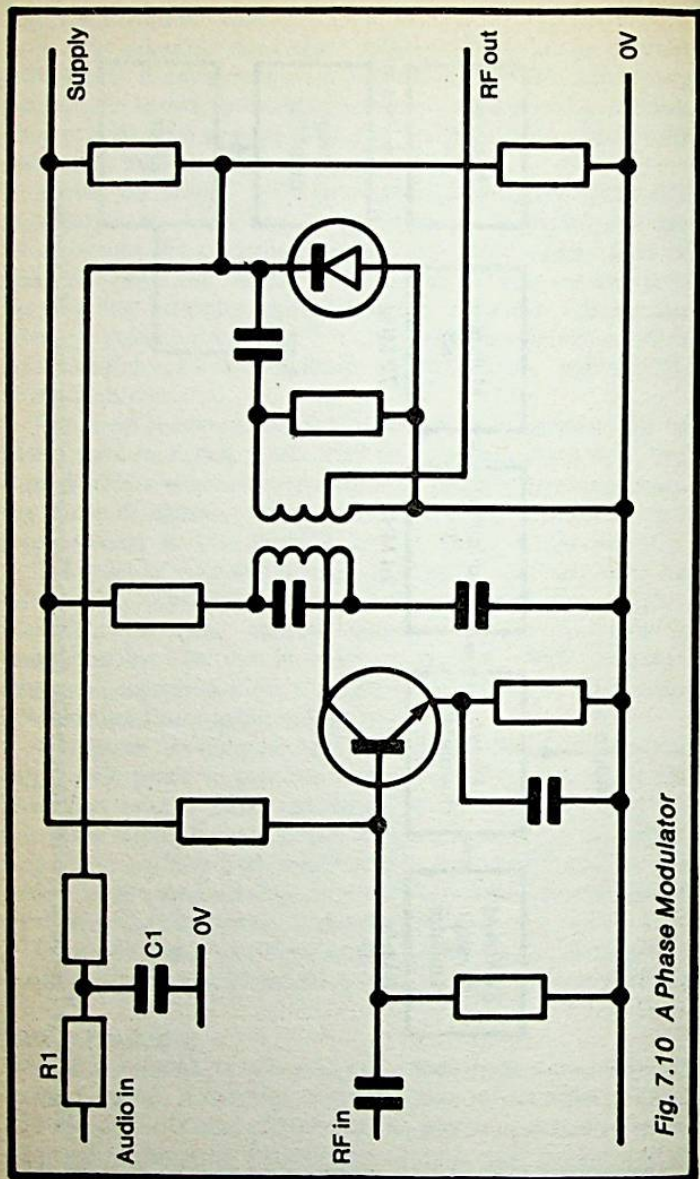 Supply
RF out
0V
R1
C1
0V
Audio in
RF in
Fig. 7.10 A Phase Modulator